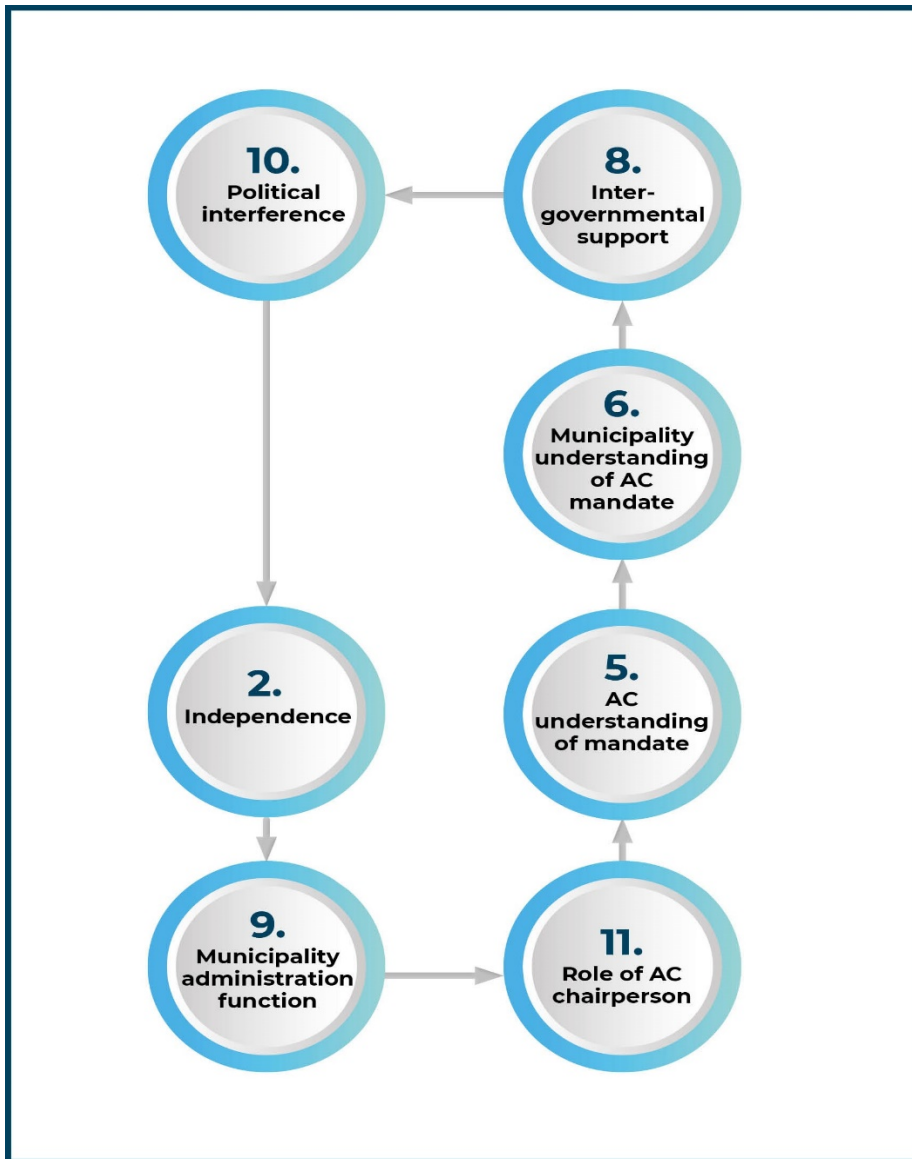 10.
Political
interference
8.
Inter-
governmental
support
6.
Municipality
understanding
of AC
mandate
2.
Independence
5.
AC
understanding
of mandate
9.
Municipality
administration
function
11.
Role of AC
chairperson